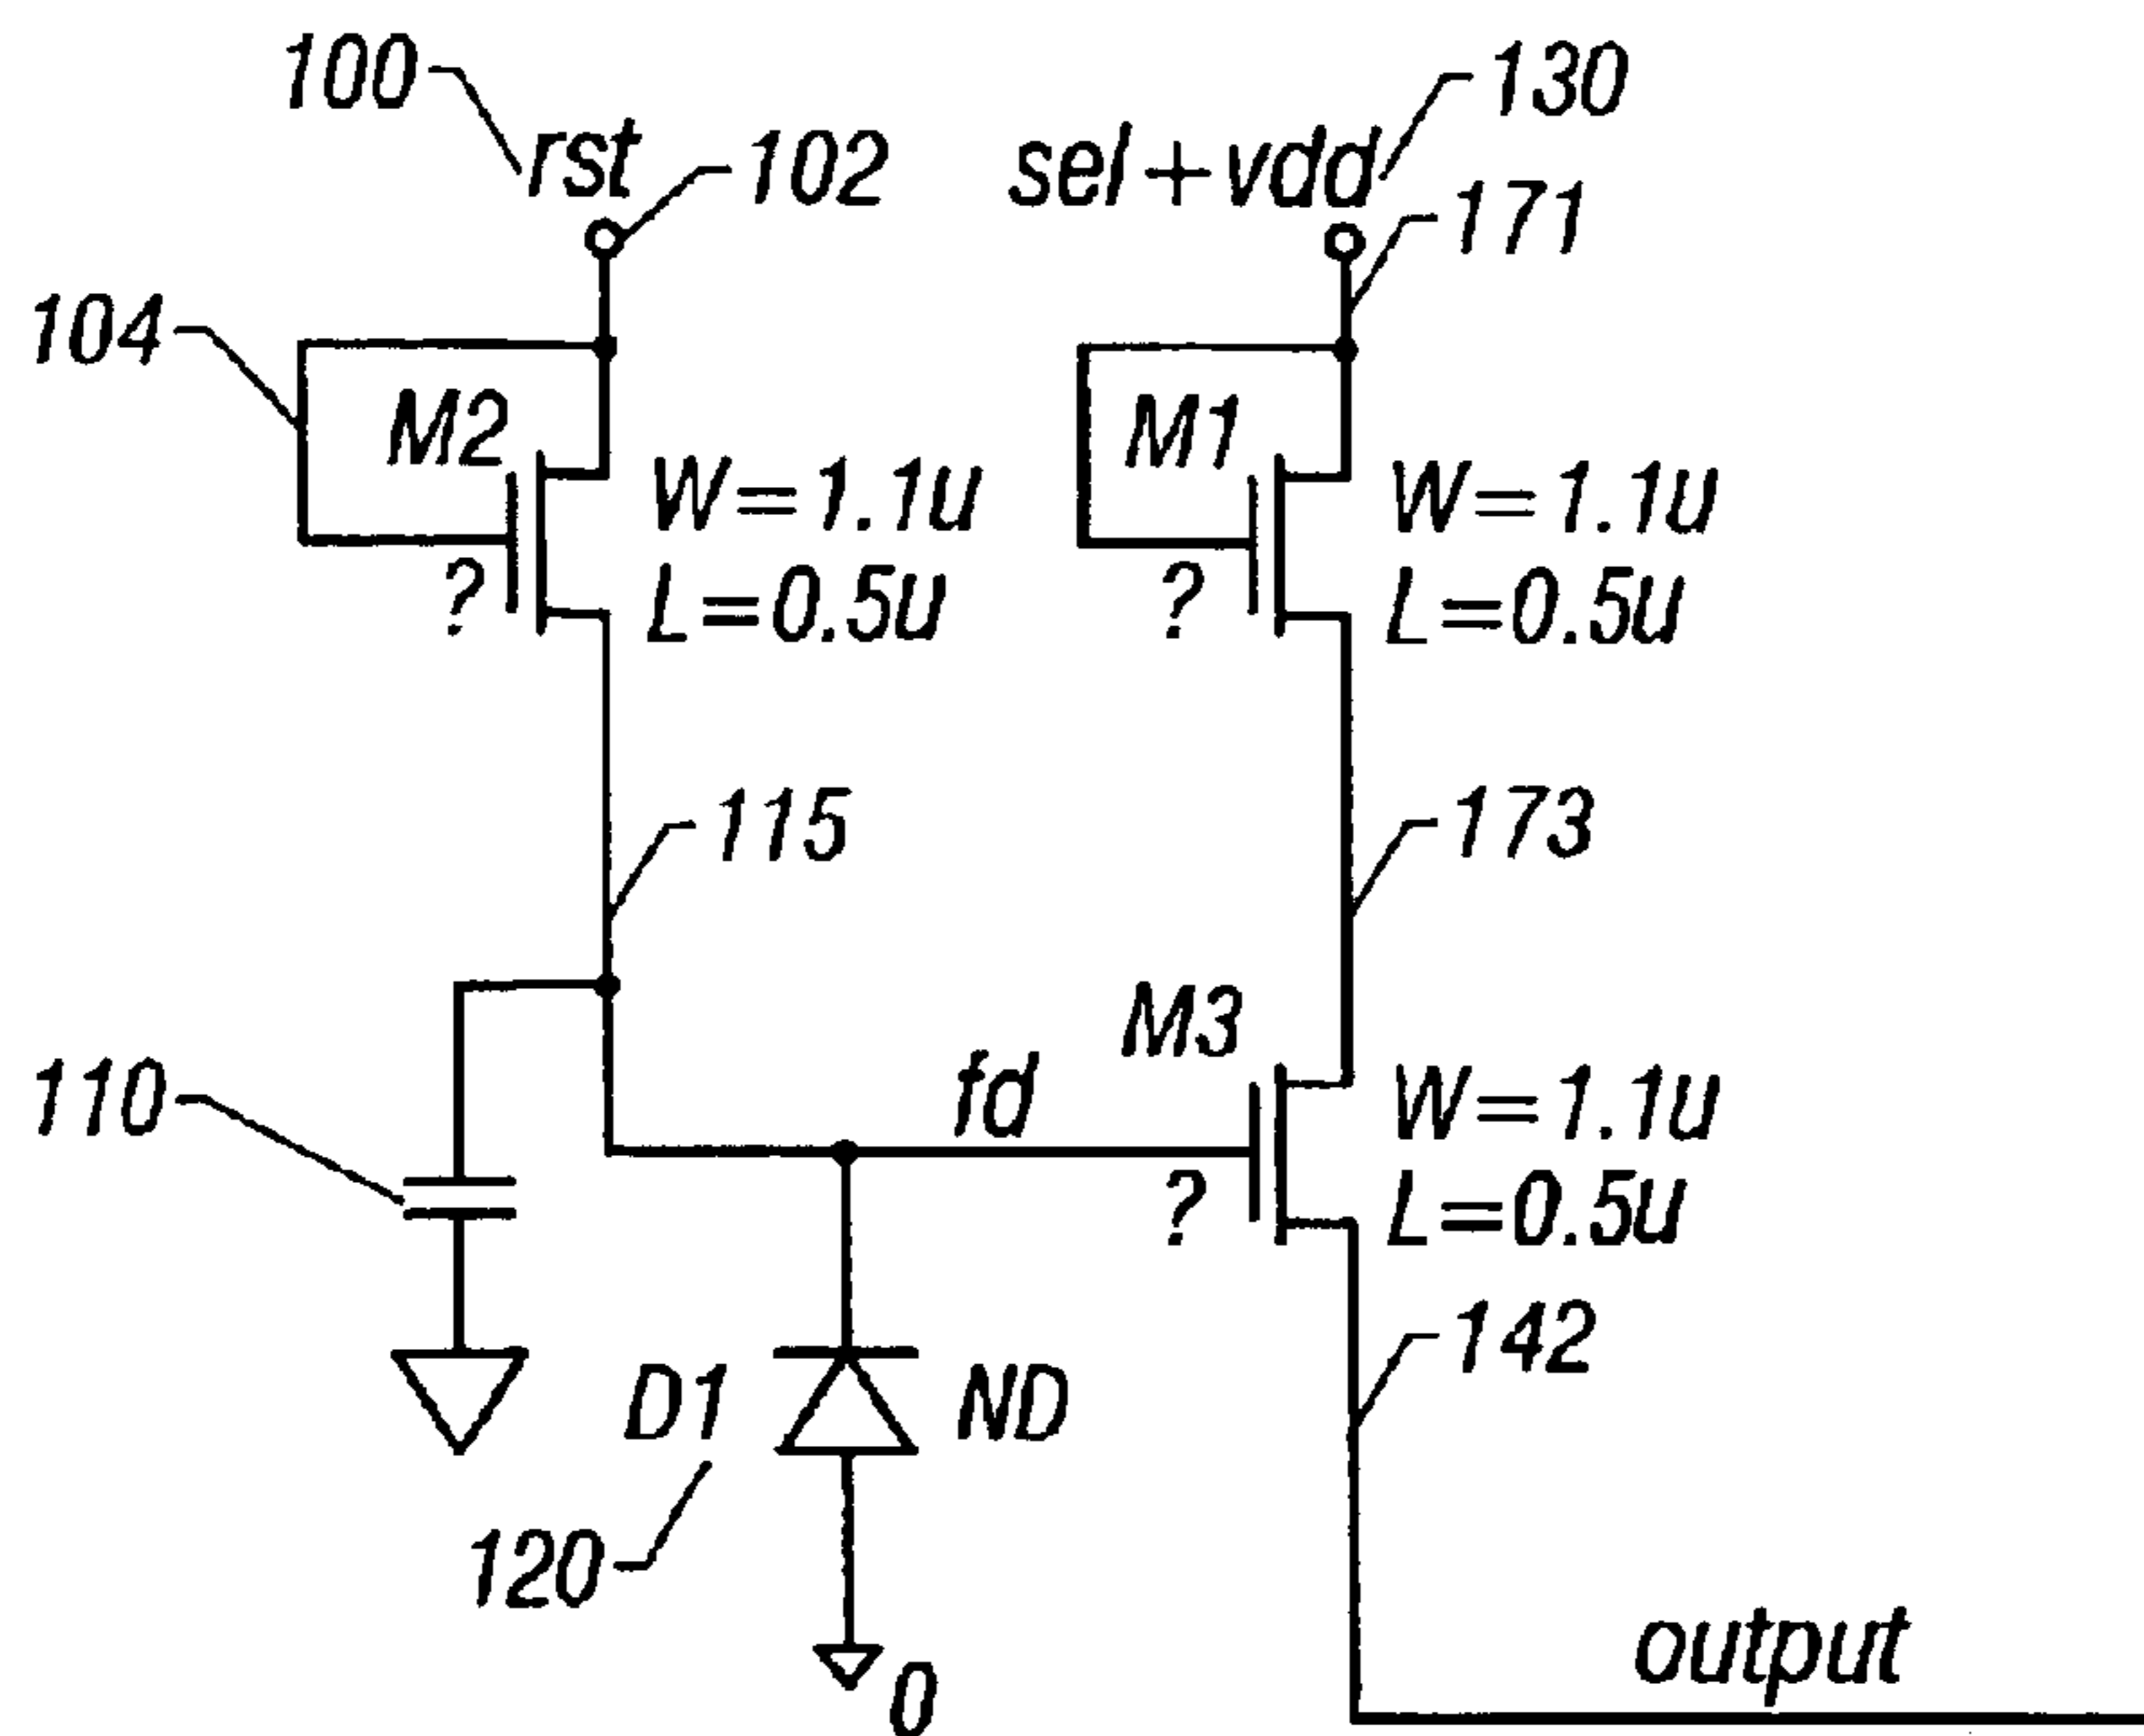 100
130
rst
102
sel+vdd
171
104
M2
M1
W=1.1u
L=0.5u
?
W=1.1u
L=0.5u
?
115
173
M3
fd
110
W=1.1u
L=0.5u
?
142
D1
ND
120
output
0